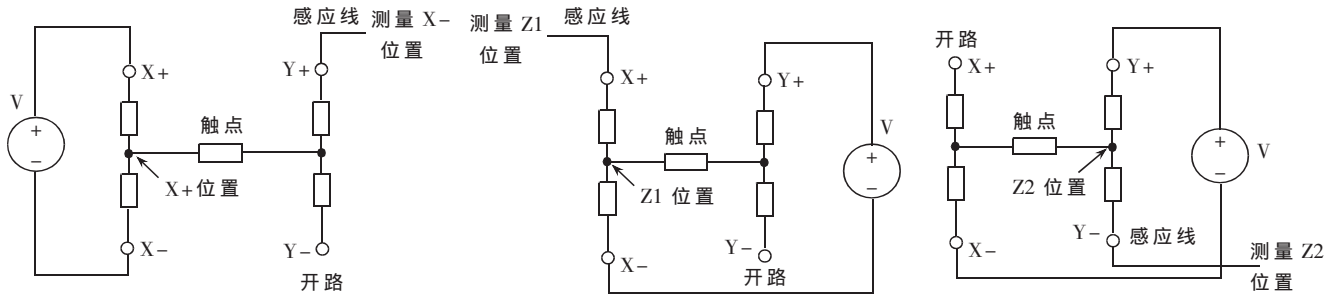 感应线 测量 X−
位置
X+
Y+
V
+
−
触点
X+位置
X−
Y−
开路
测量 Z1 感应线
位置
X+
Y+
V
触点
+
−
Z1 位置
Y−
X−
开路
开路
X+
Y+
触点
+
−
V
Z2 位置
Y−
感应线
X−
测量 Z2
位置